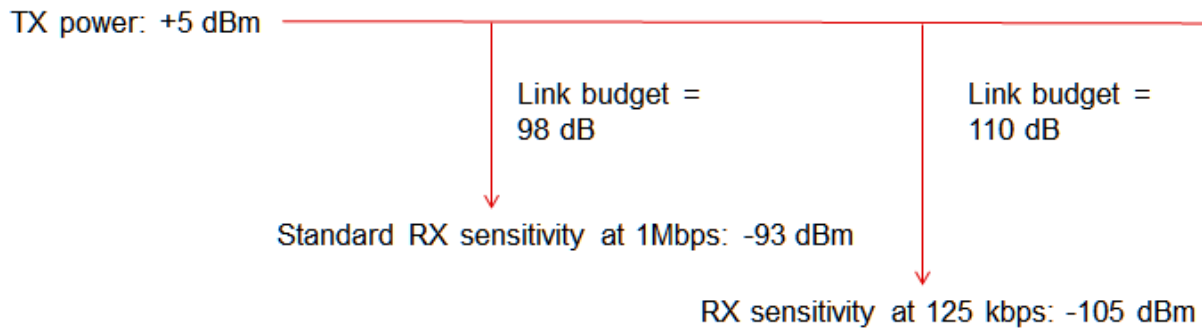 TX power: +5 dBm
Link budget =
98 dB
Link budget =
110 dB
Standard RX sensitivity at 1Mbps: -93 dBm
RX sensitivity at 125 kbps: -105 dBm